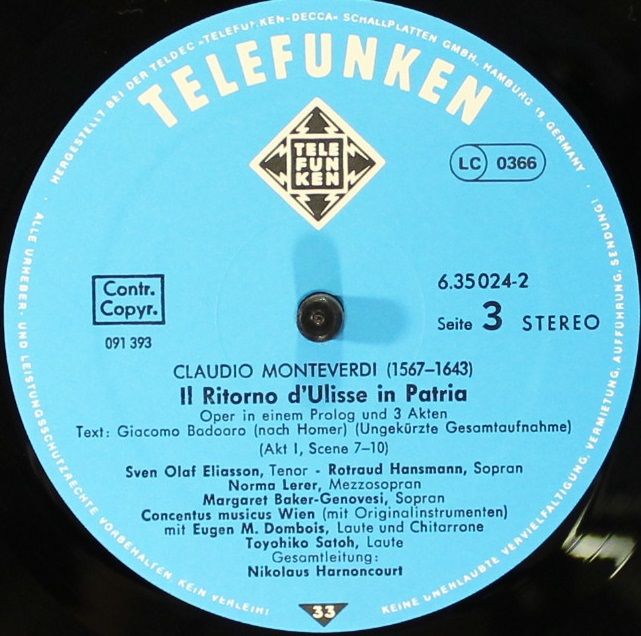 HERGESTELLT BEI DER TELDEC »TELEFUNKEN-DECCA« SCHALLPLATTEN GMBH, HAMBURG 19, GERMANY ·
TELEFUNKEN
TELE
FUN
KEN
LC 0366
Contr.
Copyr.
091 393
6.35024-2
Seite 3 STEREO
CLAUDIO MONTEVERDI (1567–1643)
Il Ritorno d'Ulisse in Patria
Oper in einem Prolog und 3 Akten
Text: Giacomo Badoaro (nach Homer) (Ungekürzte Gesamtaufnahme)
(Akt I, Scene 7–10)
Sven Olaf Eliasson, Tenor - Rotraud Hansmann, Sopran
Norma Lerer, Mezzosopran
Margaret Baker-Genovesi, Sopran
Concentus musicus Wien (mit Originalinstrumenten)
mit Eugen M. Dombois, Laute und Chitarrone
Toyohiko Satoh, Laute
Gesamtleitung:
Nikolaus Harnoncourt
33
· ALLE URHEBER- UND LEISTUNGSSCHUTZRECHTE VORBEHALTEN KEIN VERLEIH! KEINE UNERLAUBTE VERVIELFÄLTIGUNG, VERMIETUNG, AUFFÜHRUNG, SENDUNG!